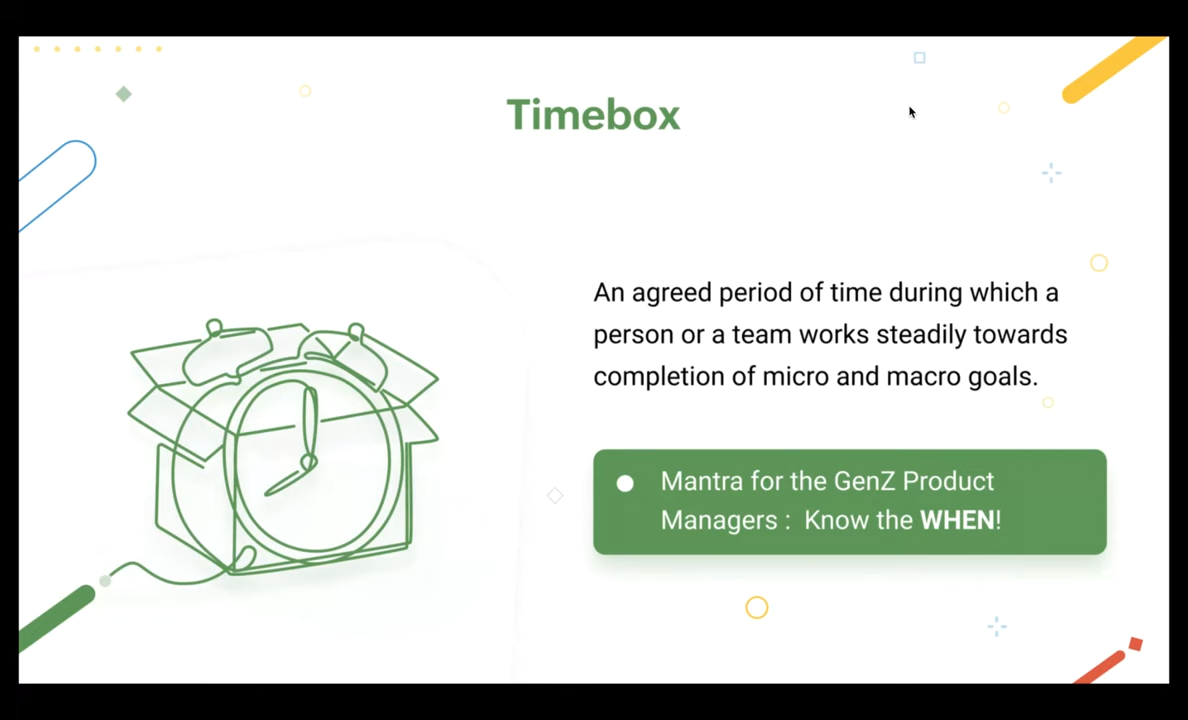 Timebox
An agreed period of time during which a
person or a team works steadily towards
completion of micro and macro goals.
Mantra for the GenZ Product
Managers :  Know the WHEN!